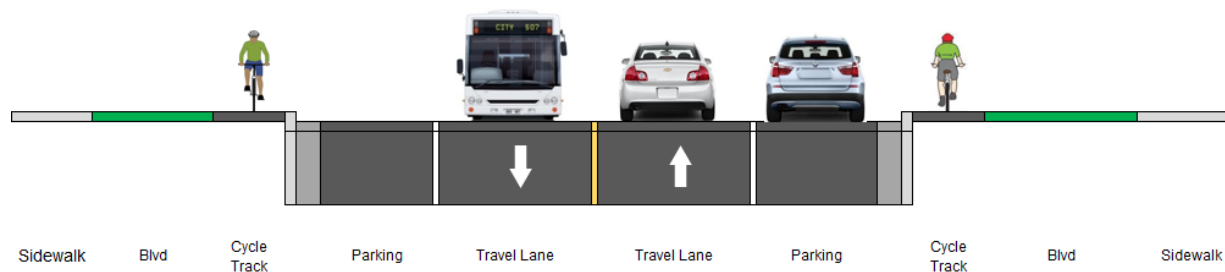 CITY 507
Sidewalk
Blvd
Cycle
Track
Parking
Travel Lane
Travel Lane
Parking
Cycle
Track
Blvd
Sidewalk